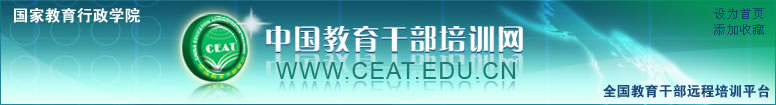 国家教育行政学院
设为首页
添加收藏
CEAT
中国教育干部培训网
WWW.CEAT.EDU.CN
全国教育干部远程培训平台